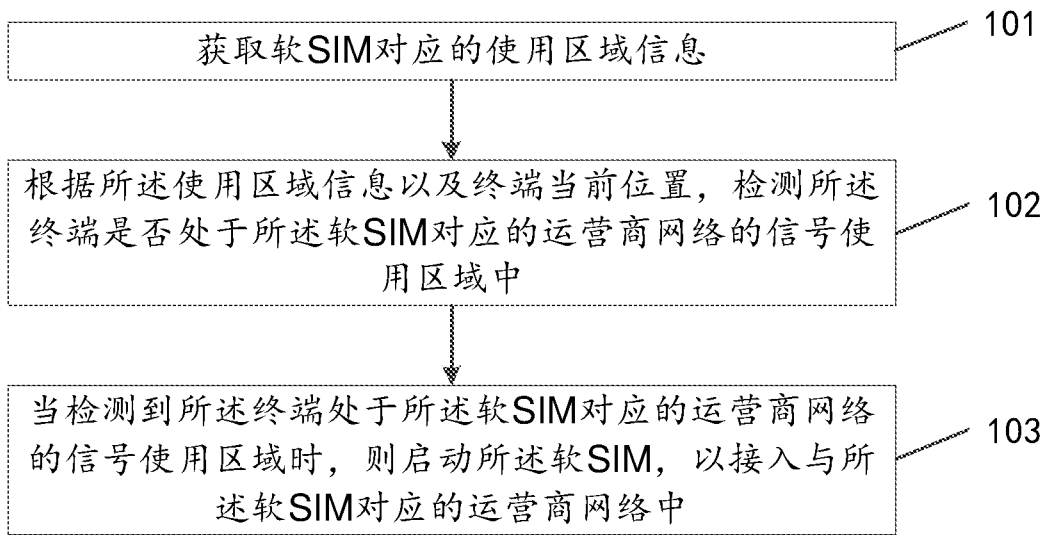 获取软SIM对应的使用区域信息
101
根据所述使用区域信息以及终端当前位置，检测所述
终端是否处于所述软SIM对应的运营商网络的信号使
用区域中
102
当检测到所述终端处于所述软SIM对应的运营商网络
的信号使用区域时，则启动所述软SIM，以接入与所
述软SIM对应的运营商网络中
103